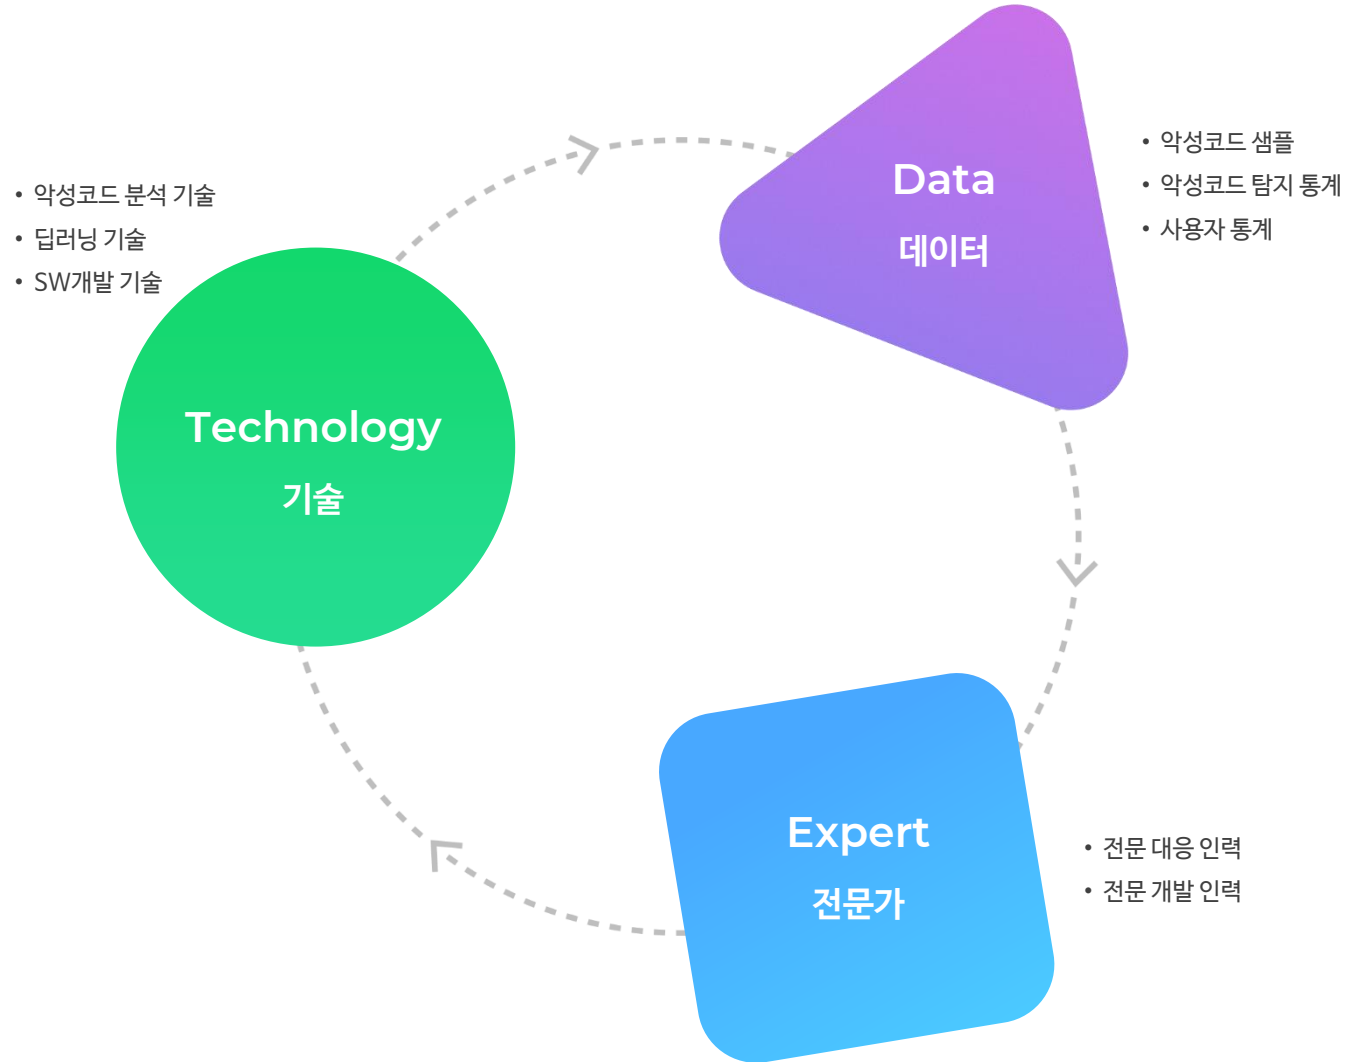 • 악성코드 분석 기술
• 딥러닝 기술
• SW개발 기술
Technology
기술
Data
데이터
• 악성코드 샘플
• 악성코드 탐지 통계
• 사용자 통계
Expert
전문가
• 전문 대응 인력
• 전문 개발 인력